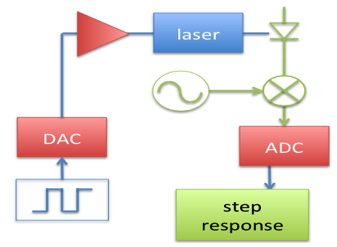 laser
DAC
ADC
step
response